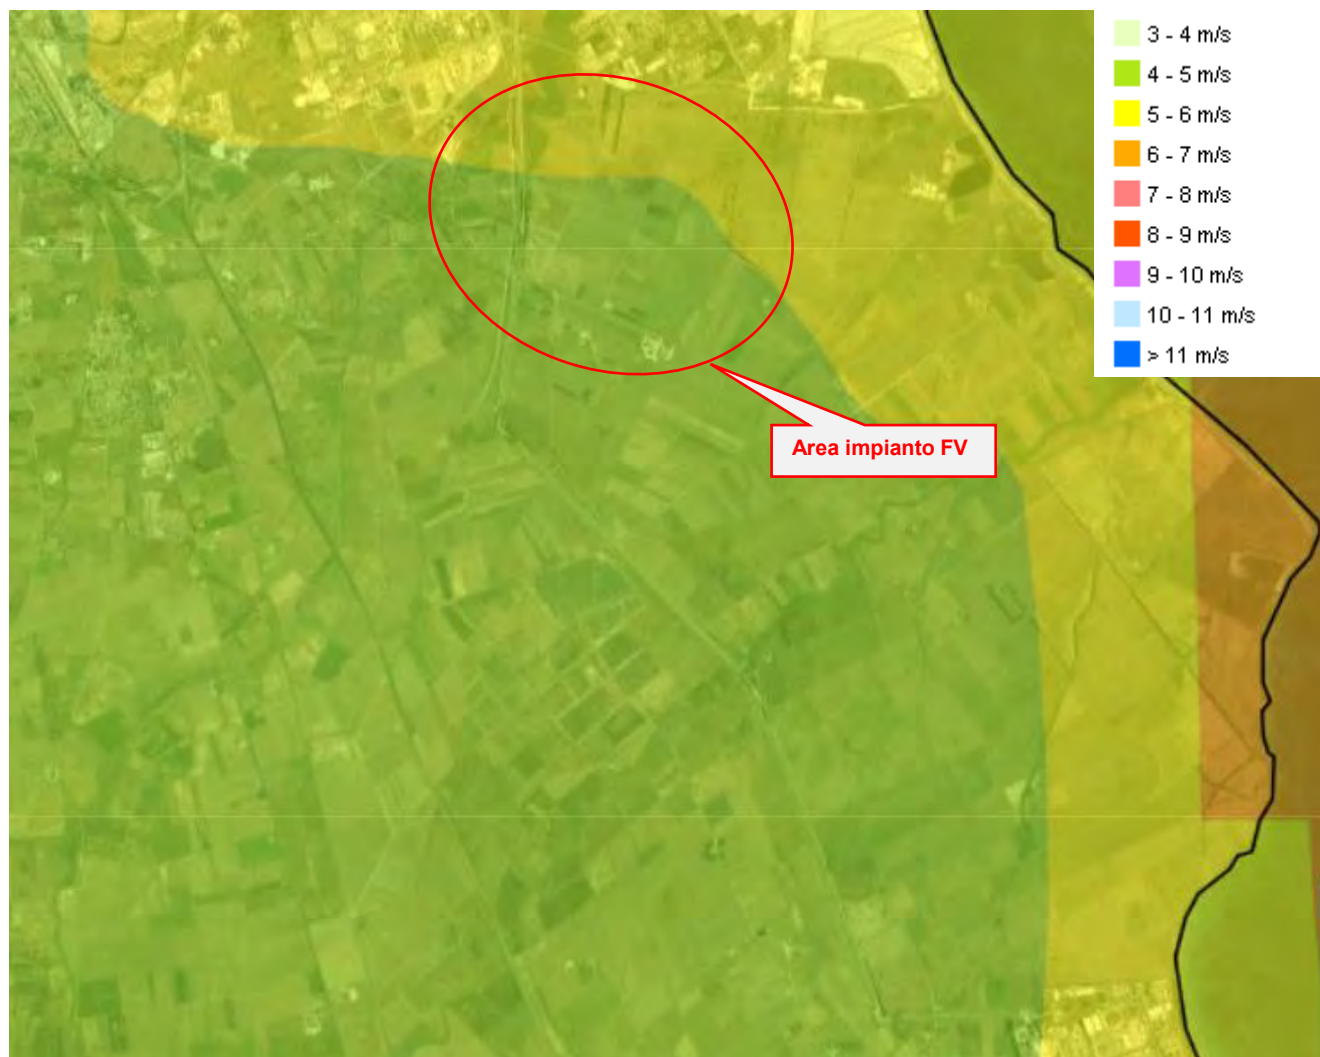 3 - 4 m/s
4 - 5 m/s
5 - 6 m/s
6 - 7 m/s
7 - 8 m/s
8 - 9 m/s
9 - 10 m/s
10 - 11 m/s
> 11 m/s
Area impianto FV